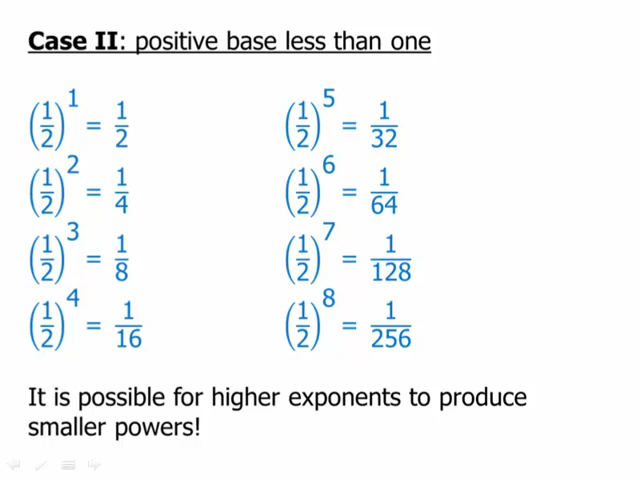 Case II: positive base less than one
(1/2)^1 = 1/2
(1/2)^2 = 1/4
(1/2)^3 = 1/8
(1/2)^4 = 1/16
(1/2)^5 = 1/32
(1/2)^6 = 1/64
(1/2)^7 = 1/128
(1/2)^8 = 1/256
It is possible for higher exponents to produce
smaller powers!